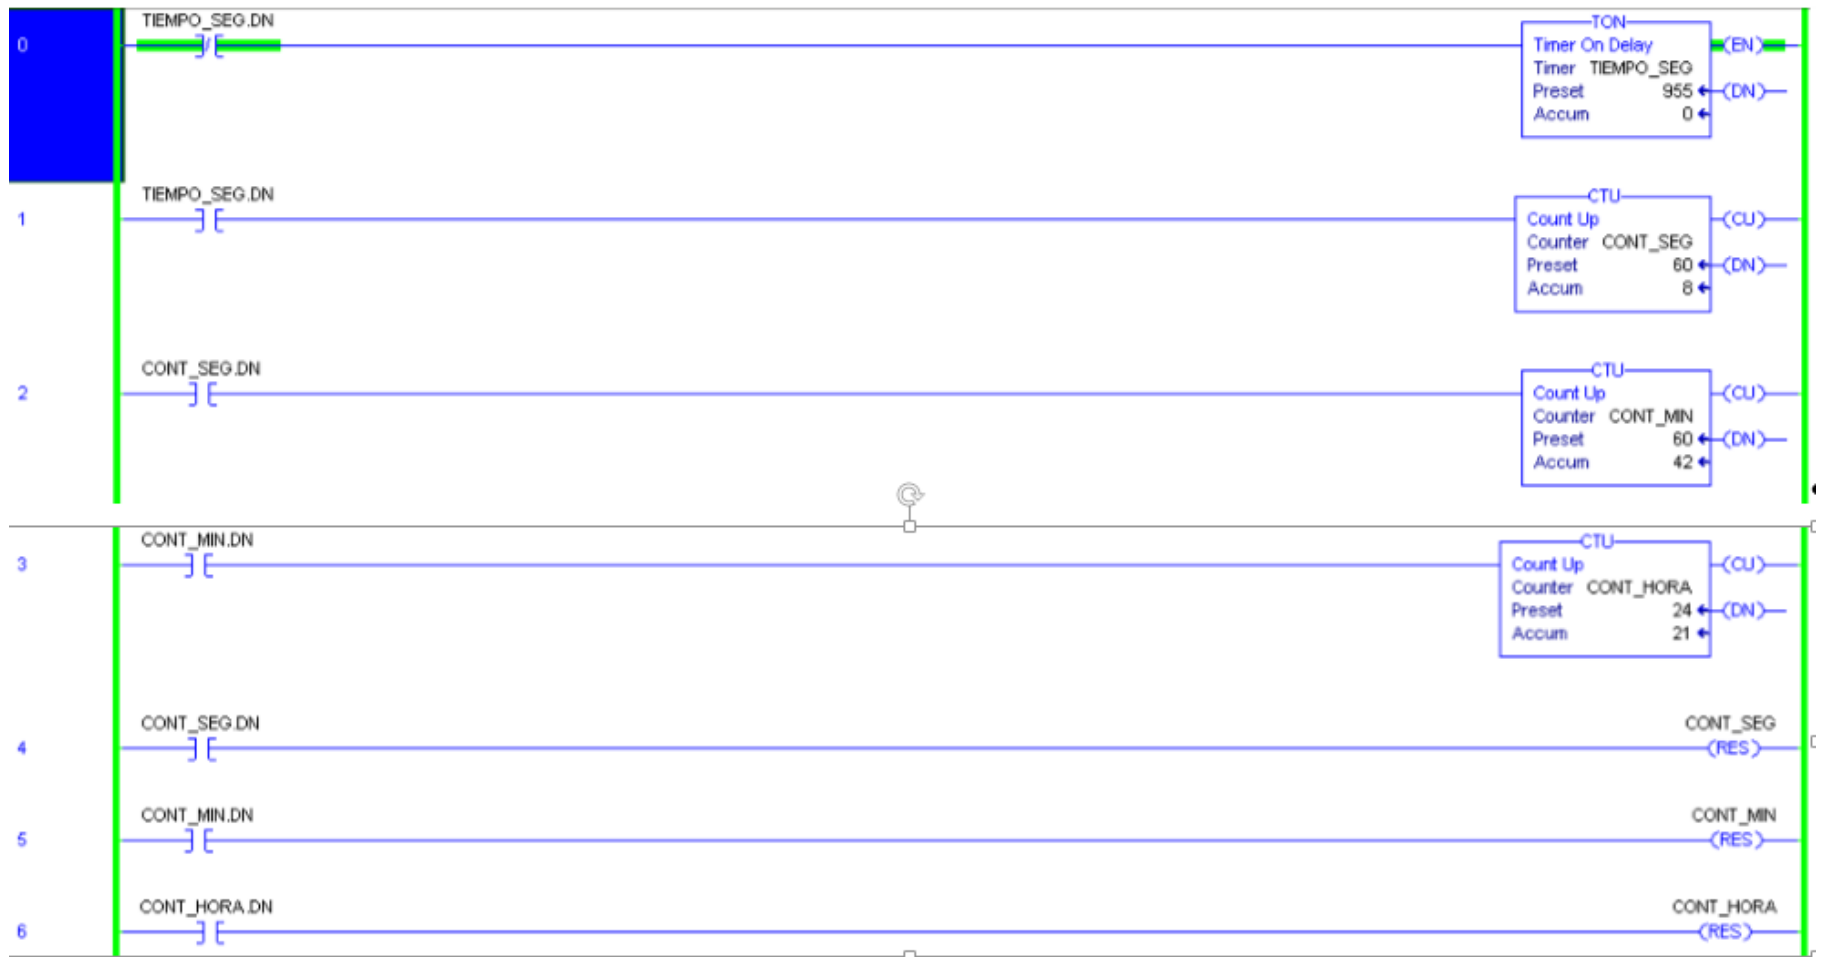 TIEMPO_SEG.DN
TON
0
Timer On Delay
(EN)
Timer TIEMPO_SEG
Preset 955
(DN)
Accum 0
TIEMPO_SEG.DN
CTU
1
Count Up
(CU)
Counter CONT_SEG
Preset 60
(DN)
Accum 8
CONT_SEG.DN
CTU
2
Count Up
(CU)
Counter CONT_MIN
Preset 60
(DN)
Accum 42
CONT_MIN.DN
CTU
3
Count Up
(CU)
Counter CONT_HORA
Preset 24
(DN)
Accum 21
CONT_SEG.DN
CONT_SEG
4
(RES)
CONT_MIN.DN
CONT_MIN
5
(RES)
CONT_HORA.DN
CONT_HORA
6
(RES)